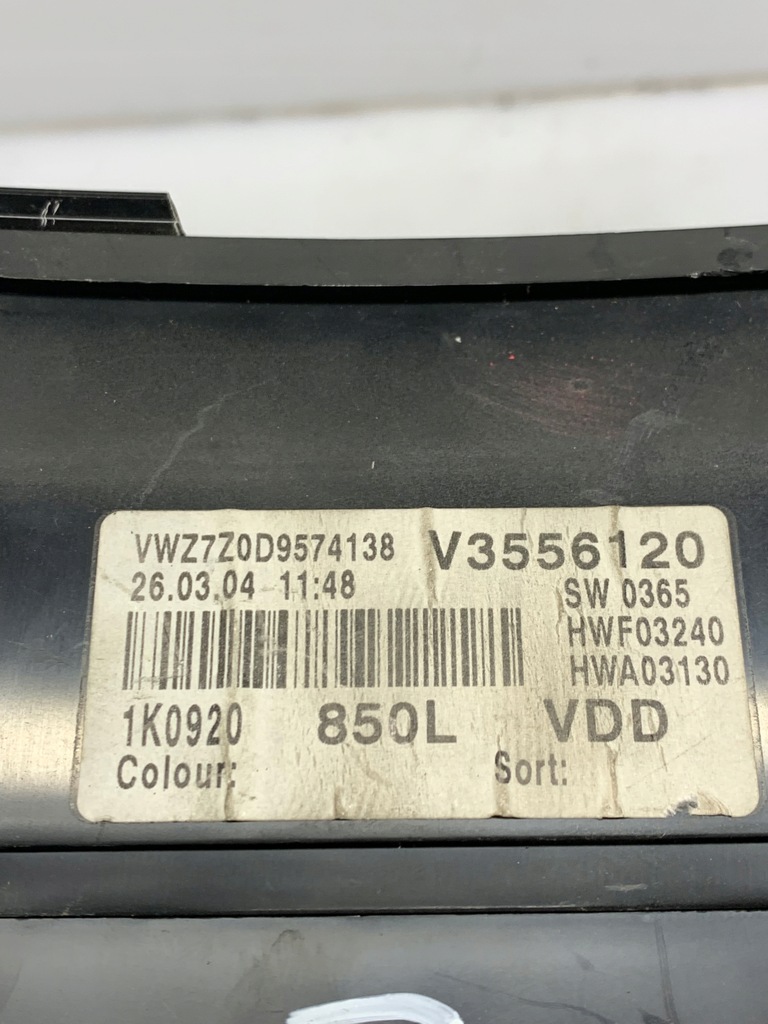 VWZ7Z0D9574138 V3556120
26.03.04 11:48 SW 0365
HWF03240
HWA03130
1K0920 850L VDD
Colour: Sort: